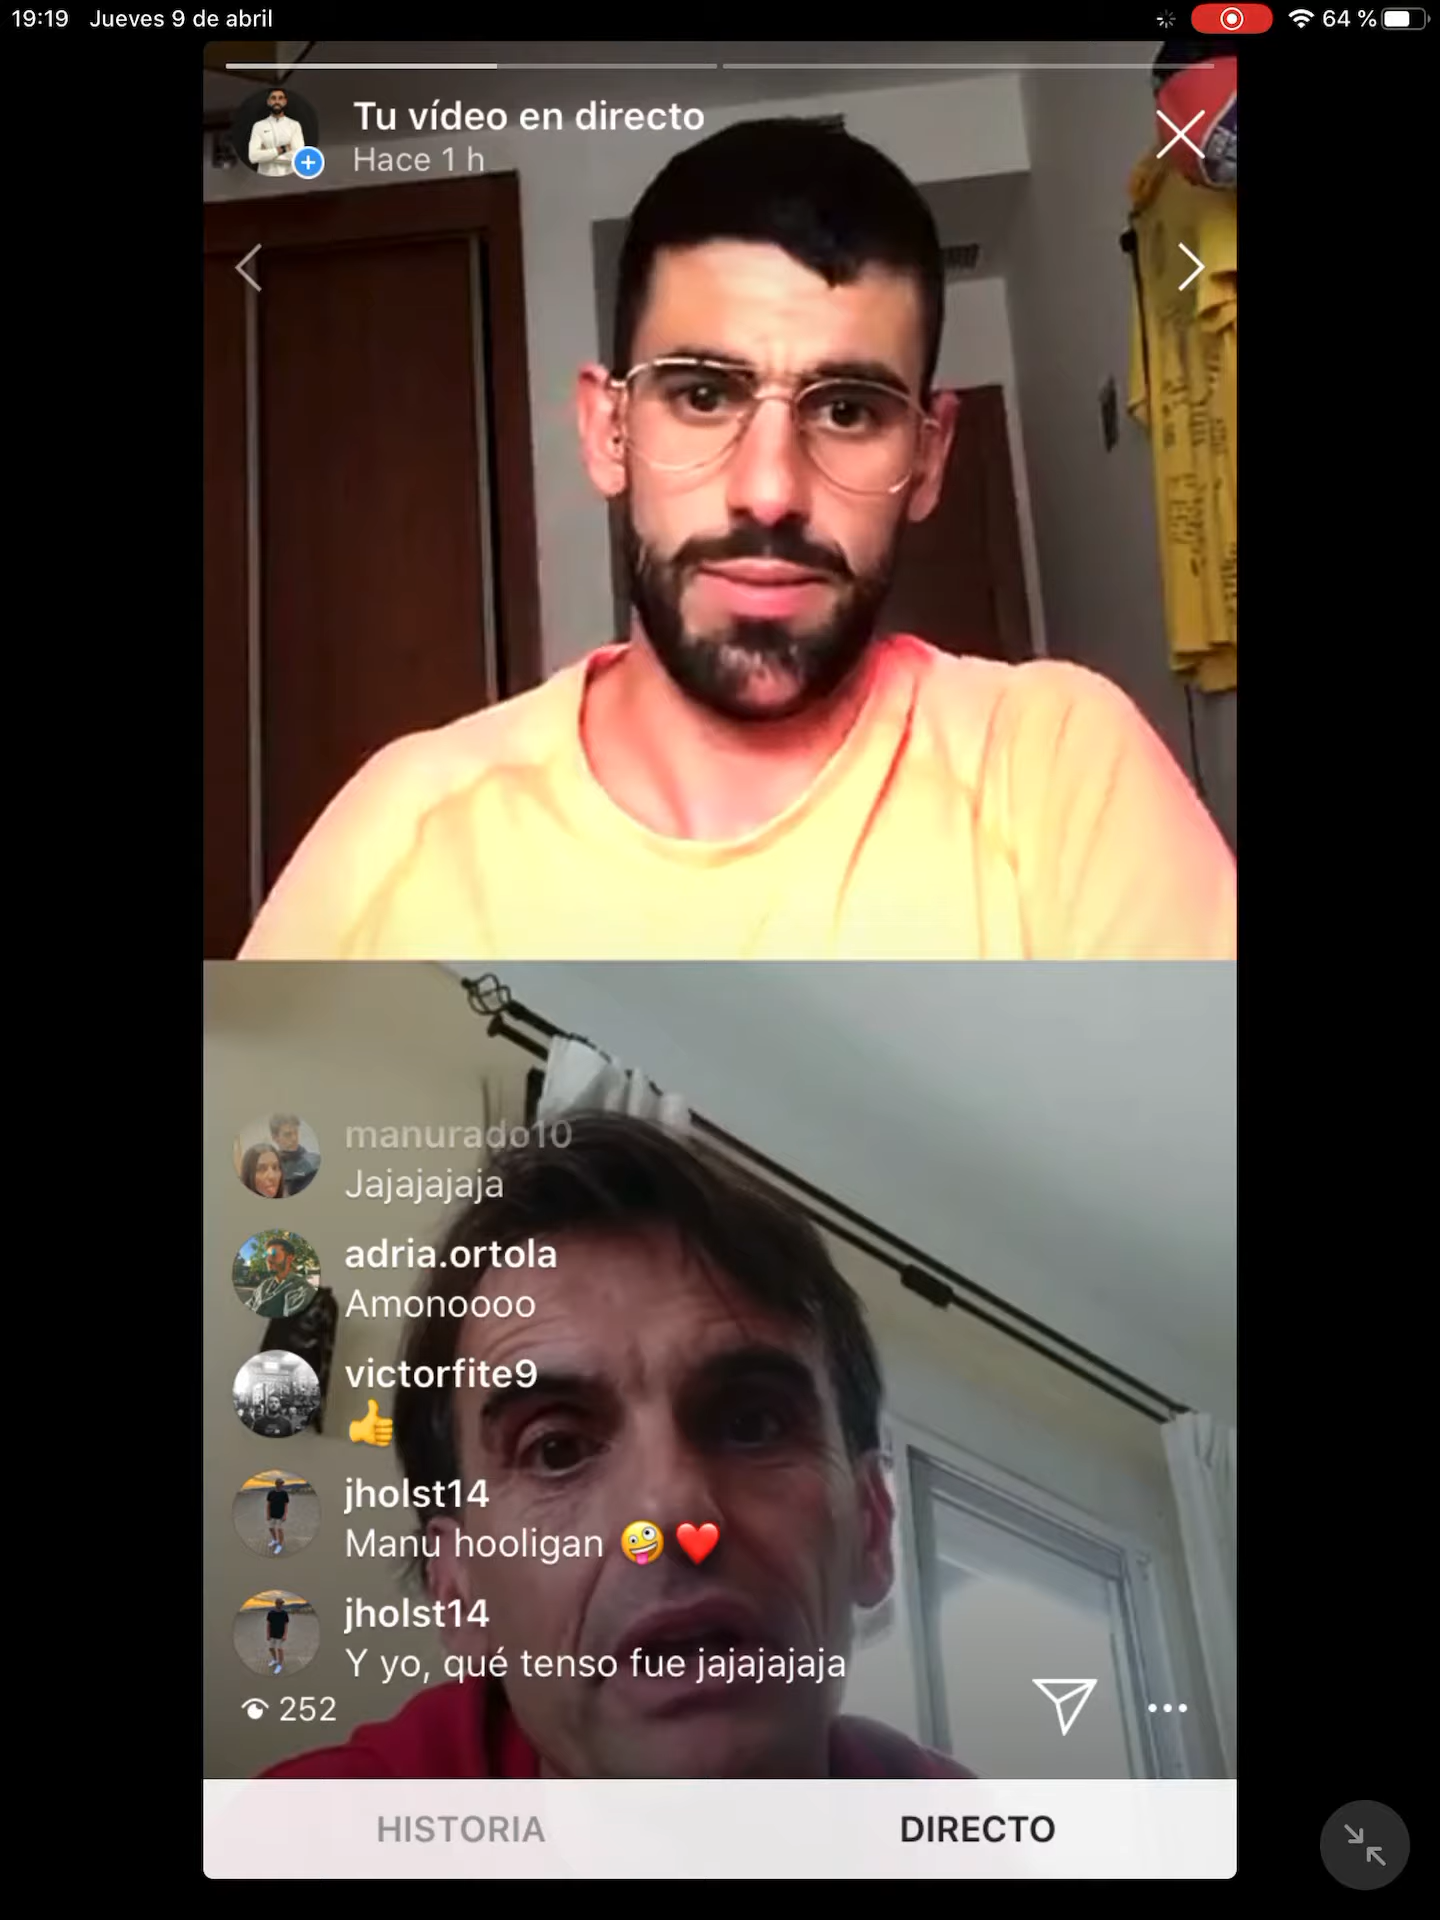 19:19 Jueves 9 de abril
64 %
Tu vídeo en directo
Hace 1 h
manurado10
Jajajajaja
adria.ortola
Amonoooo
victorfite9
👍
jholst14
Manu hooligan 🤪 ❤️
jholst14
Y yo, qué tenso fue jajajajaja
252
HISTORIA
DIRECTO